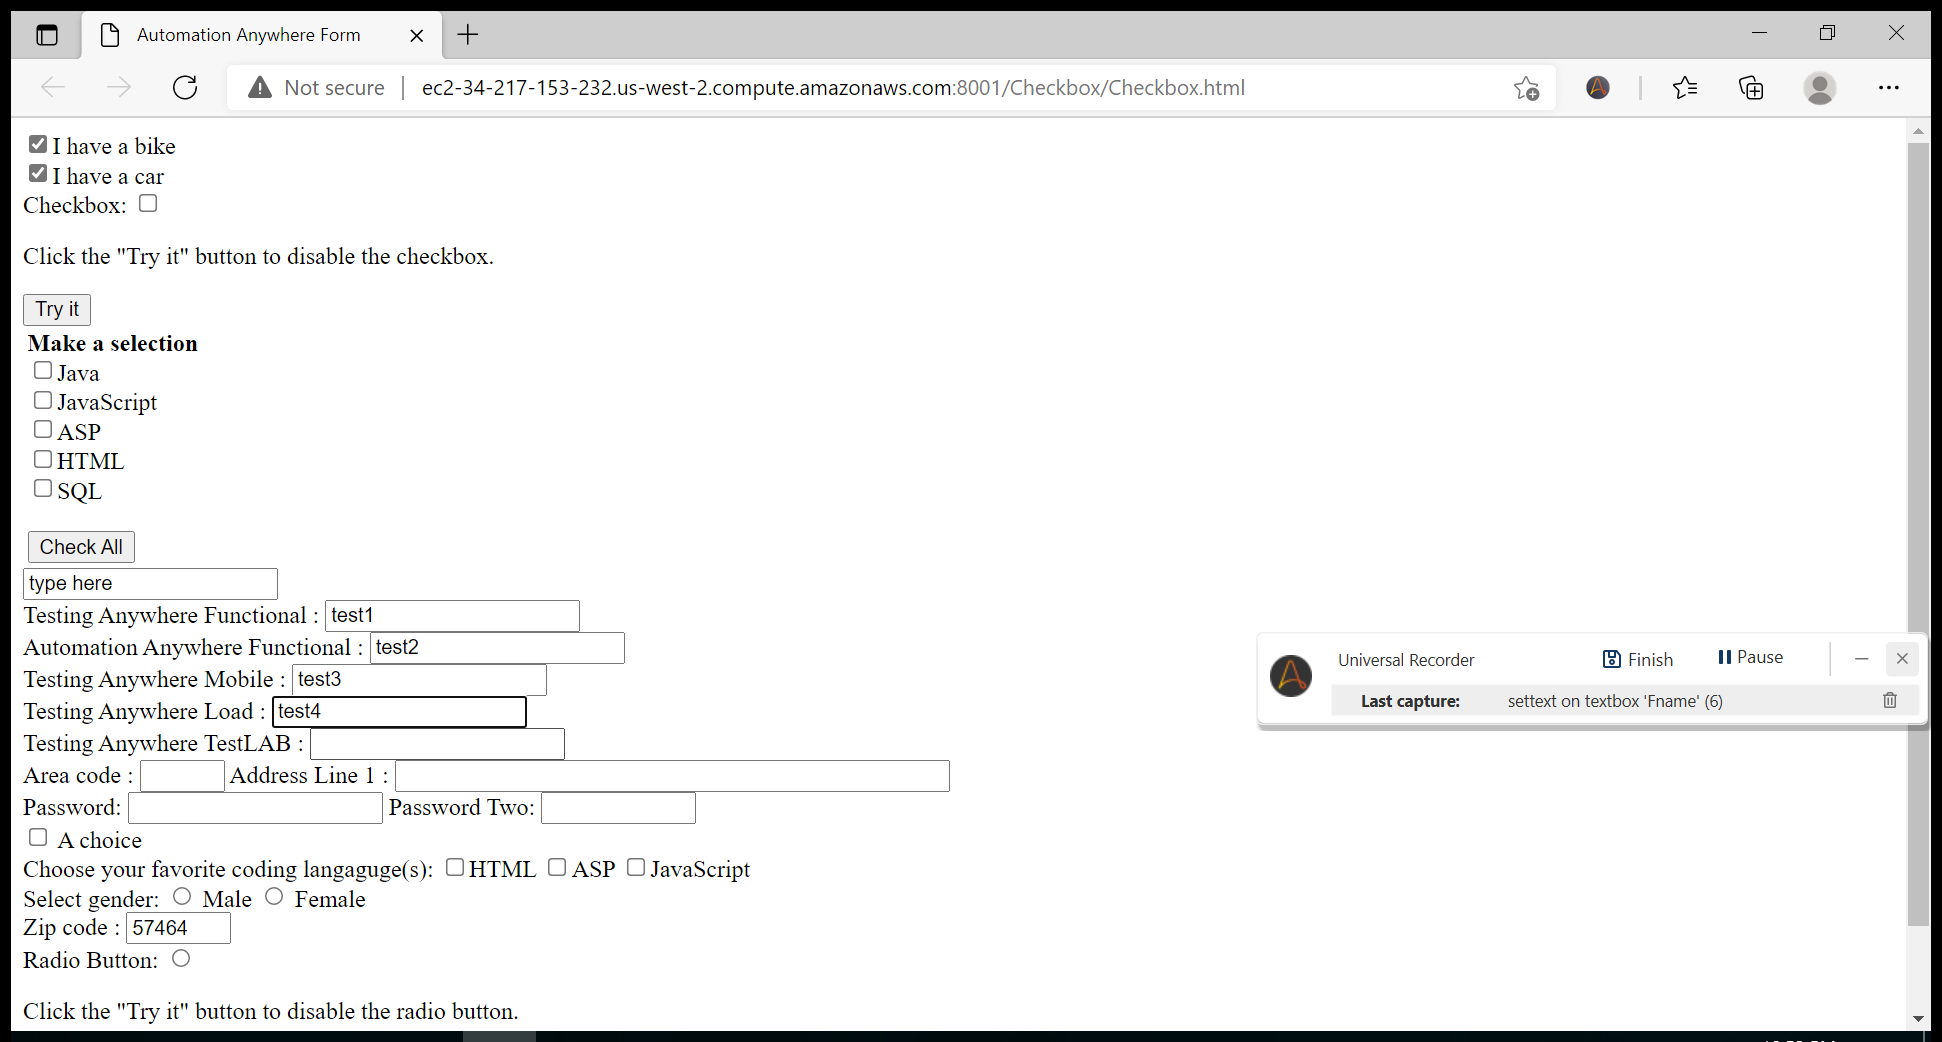 Automation Anywhere Form
Not secure | ec2-34-217-153-232.us-west-2.compute.amazonaws.com:8001/Checkbox/Checkbox.html
I have a bike
I have a car
Checkbox:
Click the "Try it" button to disable the checkbox.
Try it
Make a selection
Java
JavaScript
ASP
HTML
SQL
Check All
type here
Testing Anywhere Functional : test1
Automation Anywhere Functional : test2
Testing Anywhere Mobile : test3
Testing Anywhere Load : test4
Testing Anywhere TestLAB :
Area code : Address Line 1 :
Password: Password Two:
A choice
Choose your favorite coding langaguge(s): HTML ASP JavaScript
Select gender: Male Female
Zip code : 57464
Radio Button:
Click the "Try it" button to disable the radio button.
Universal Recorder Finish Pause
Last capture: settext on textbox 'Fname' (6)